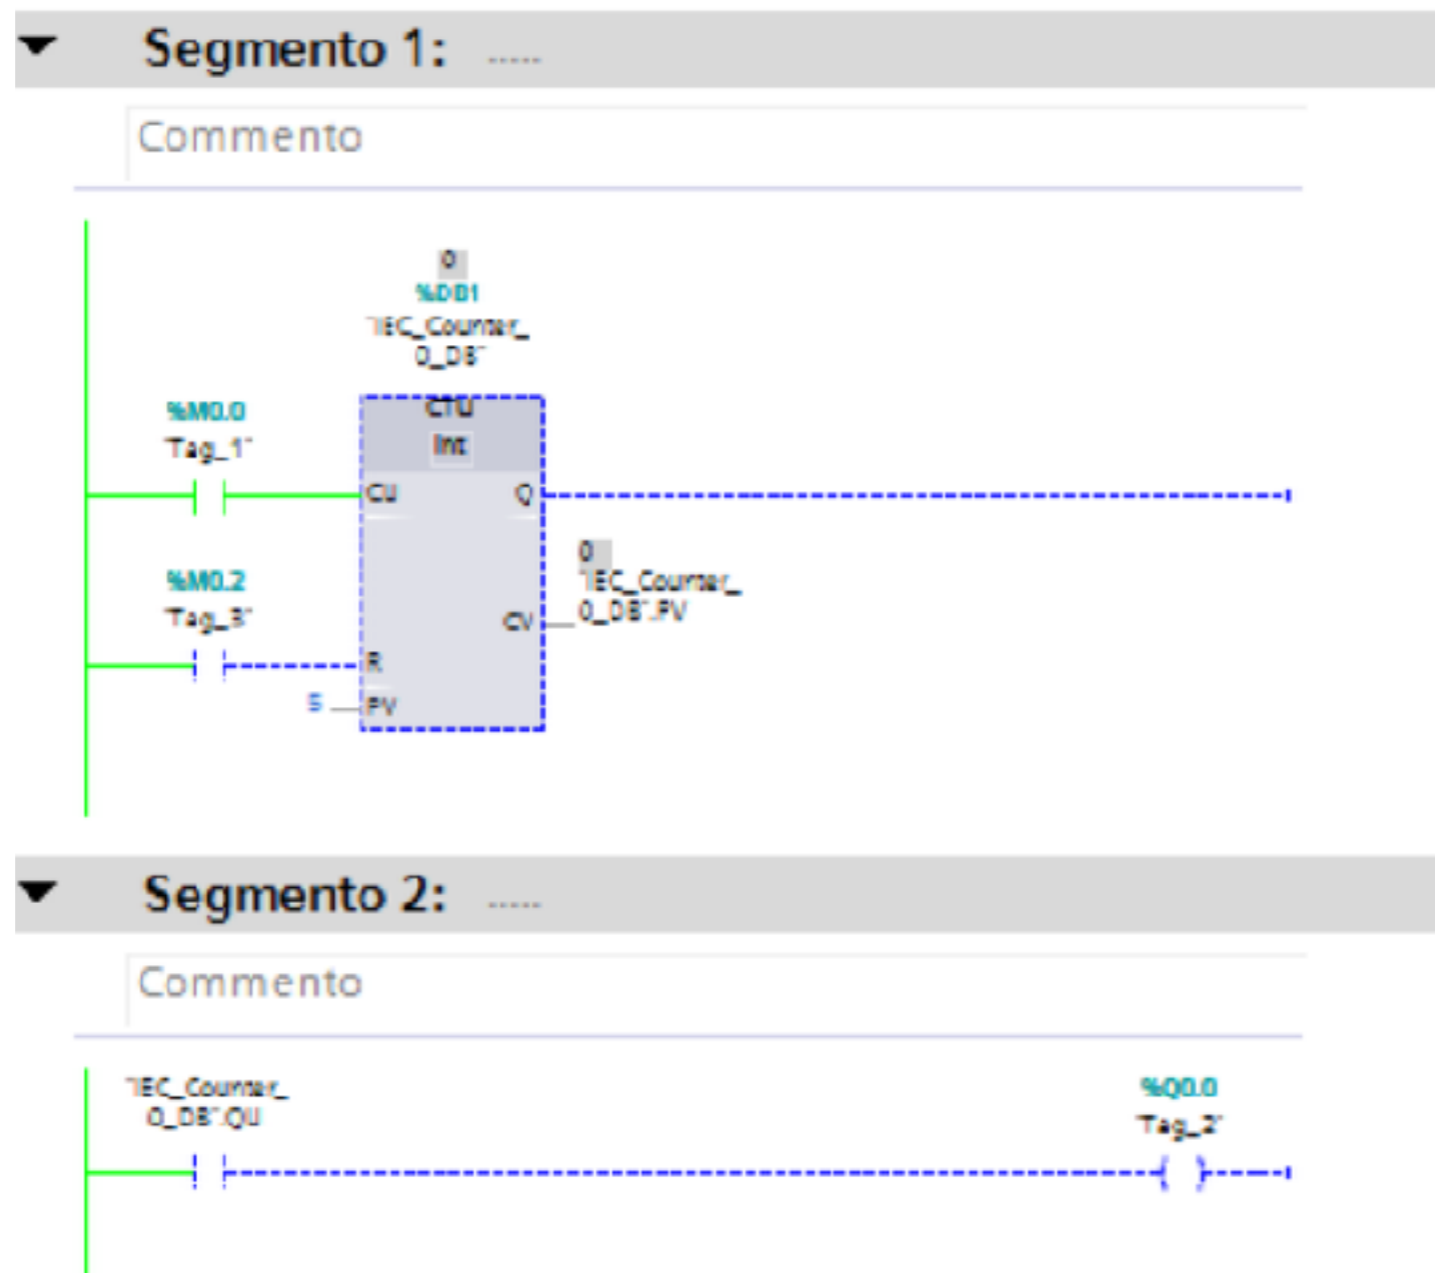 Segmento 1: .....
Commento
0
%DB1
"IEC_Counter_
0_DB"
CTU
Int
%M0.0
"Tag_1"
CU
Q
%M0.2
"Tag_3"
0
"IEC_Counter_
0_DB".PV
CV
R
5
PV
Segmento 2: .....
Commento
"IEC_Counter_
0_DB".QU
%Q0.0
"Tag_2"